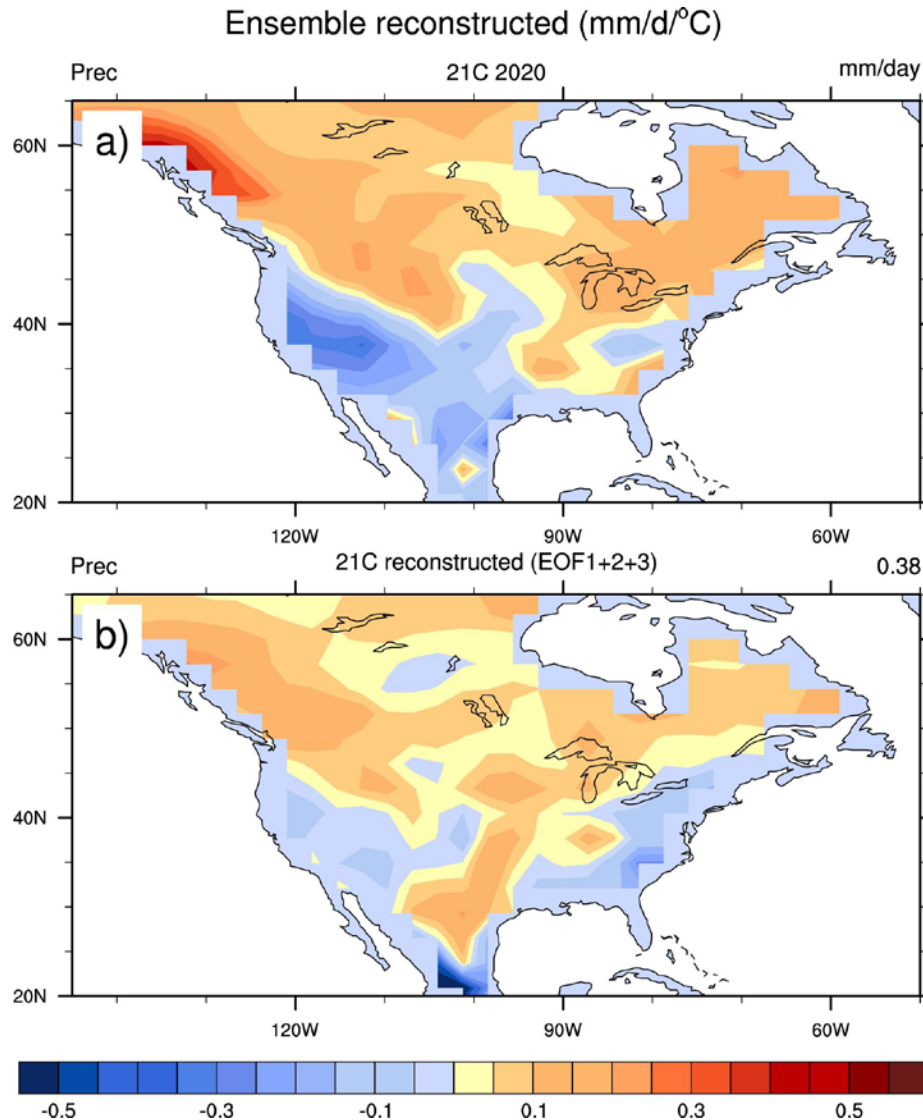 Ensemble reconstructed (mm/d/°C)
Prec 21C 2020 mm/day
a)
60N
40N
20N
120W 90W 60W
Prec 21C reconstructed (EOF1+2+3) 0.38
b)
60N
40N
20N
120W 90W 60W
-0.5 -0.3 -0.1 0.1 0.3 0.5